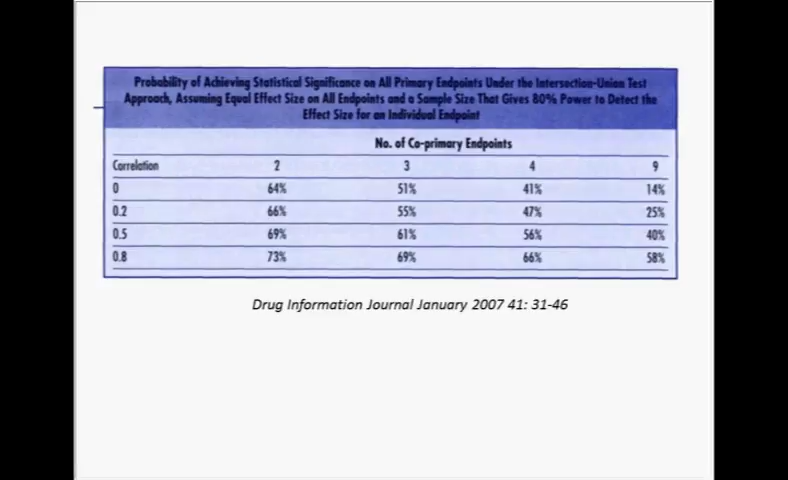 Probability of Achieving Statistical Significance on All Primary Endpoints Under the Intersection-Union Test
Approach, Assuming Equal Effect Size on All Endpoints and a Sample Size That Gives 80% Power to Detect the
Effect Size for an Individual Endpoint
No. of Co-primary Endpoints
Correlation 2 3 4 9
0 64% 51% 41% 14%
0.2 66% 55% 47% 25%
0.5 69% 61% 56% 40%
0.8 73% 69% 66% 58%
Drug Information Journal January 2007 41: 31-46